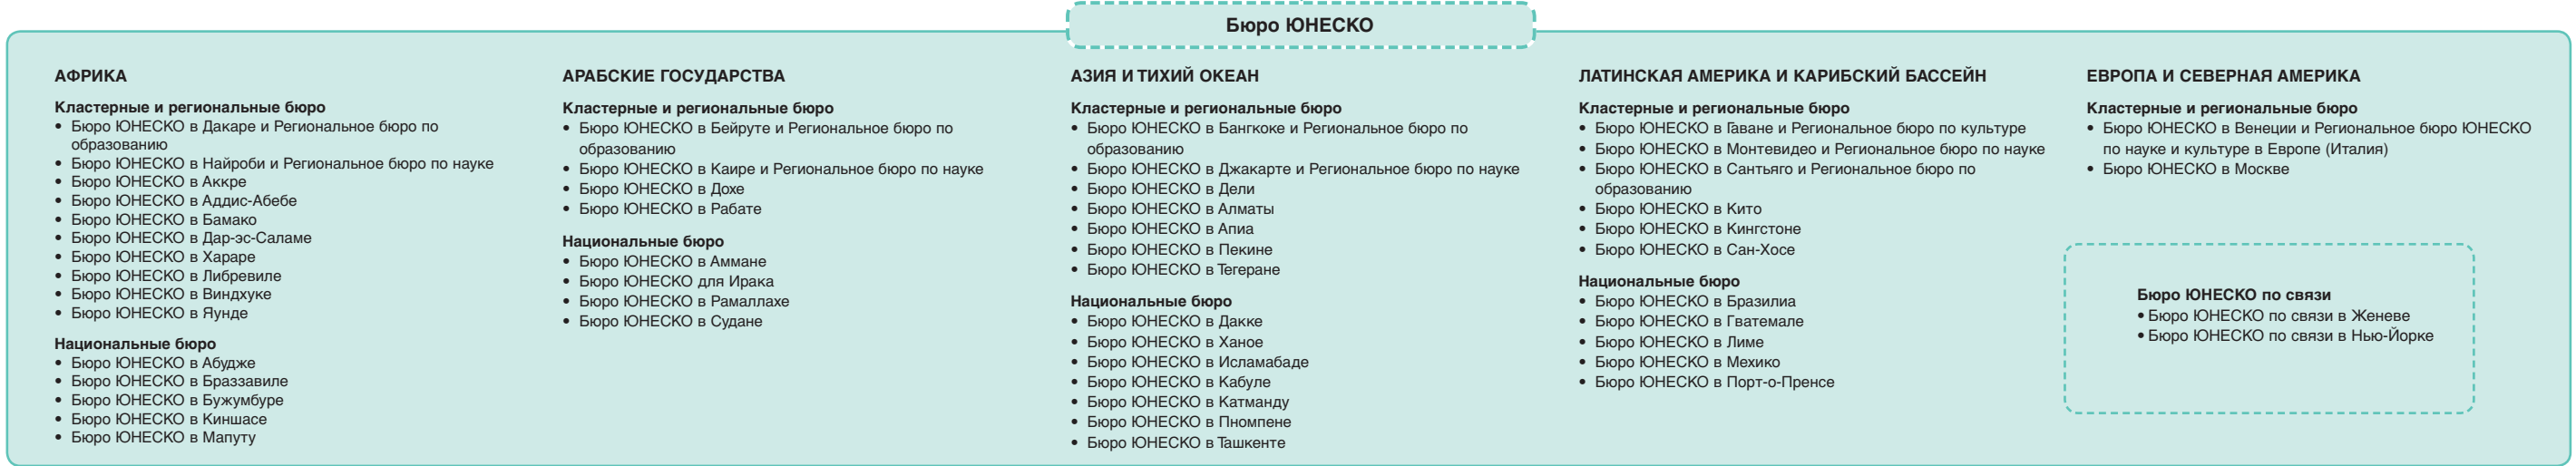 Бюро ЮНЕСКО
АФРИКА
Кластерные и региональные бюро
• Бюро ЮНЕСКО в Дакаре и Региональное бюро по
образованию
• Бюро ЮНЕСКО в Найроби и Региональное бюро по науке
• Бюро ЮНЕСКО в Аккре
• Бюро ЮНЕСКО в Аддис-Абебе
• Бюро ЮНЕСКО в Бамако
• Бюро ЮНЕСКО в Дар-эс-Саламе
• Бюро ЮНЕСКО в Хараре
• Бюро ЮНЕСКО в Либревиле
• Бюро ЮНЕСКО в Виндхуке
• Бюро ЮНЕСКО в Яунде
Национальные бюро
• Бюро ЮНЕСКО в Абудже
• Бюро ЮНЕСКО в Браззавиле
• Бюро ЮНЕСКО в Бужумбуре
• Бюро ЮНЕСКО в Киншасе
• Бюро ЮНЕСКО в Мапуту
АРАБСКИЕ ГОСУДАРСТВА
Кластерные и региональные бюро
• Бюро ЮНЕСКО в Бейруте и Региональное бюро по
образованию
• Бюро ЮНЕСКО в Каире и Региональное бюро по науке
• Бюро ЮНЕСКО в Дохе
• Бюро ЮНЕСКО в Рабате
Национальные бюро
• Бюро ЮНЕСКО в Аммане
• Бюро ЮНЕСКО для Ирака
• Бюро ЮНЕСКО в Рамаллахе
• Бюро ЮНЕСКО в Судане
АЗИЯ И ТИХИЙ ОКЕАН
Кластерные и региональные бюро
• Бюро ЮНЕСКО в Бангкоке и Региональное бюро по
образованию
• Бюро ЮНЕСКО в Джакарте и Региональное бюро по науке
• Бюро ЮНЕСКО в Дели
• Бюро ЮНЕСКО в Алматы
• Бюро ЮНЕСКО в Апиа
• Бюро ЮНЕСКО в Пекине
• Бюро ЮНЕСКО в Тегеране
Национальные бюро
• Бюро ЮНЕСКО в Дакке
• Бюро ЮНЕСКО в Ханое
• Бюро ЮНЕСКО в Исламабаде
• Бюро ЮНЕСКО в Кабуле
• Бюро ЮНЕСКО в Катманду
• Бюро ЮНЕСКО в Пномпене
• Бюро ЮНЕСКО в Ташкенте
ЛАТИНСКАЯ АМЕРИКА И КАРИБСКИЙ БАССЕЙН
Кластерные и региональные бюро
• Бюро ЮНЕСКО в Гаване и Региональное бюро по культуре
• Бюро ЮНЕСКО в Монтевидео и Региональное бюро по науке
• Бюро ЮНЕСКО в Сантьяго и Региональное бюро по
образованию
• Бюро ЮНЕСКО в Кито
• Бюро ЮНЕСКО в Кингстоне
• Бюро ЮНЕСКО в Сан-Хосе
Национальные бюро
• Бюро ЮНЕСКО в Бразилиа
• Бюро ЮНЕСКО в Гватемале
• Бюро ЮНЕСКО в Лиме
• Бюро ЮНЕСКО в Мехико
• Бюро ЮНЕСКО в Порт-о-Пренсе
ЕВРОПА И СЕВЕРНАЯ АМЕРИКА
Кластерные и региональные бюро
• Бюро ЮНЕСКО в Венеции и Региональное бюро ЮНЕСКО
по науке и культуре в Европе (Италия)
• Бюро ЮНЕСКО в Москве
Бюро ЮНЕСКО по связи
• Бюро ЮНЕСКО по связи в Женеве
• Бюро ЮНЕСКО по связи в Нью-Йорке